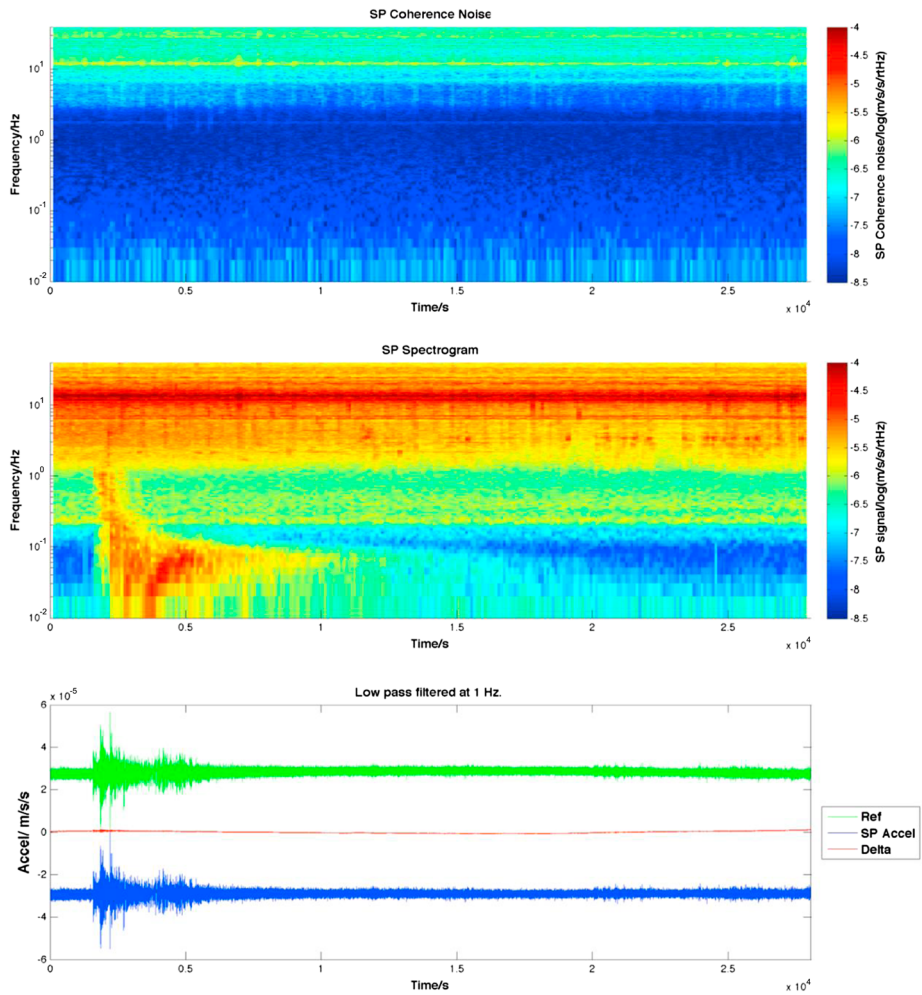 SP Coherence Noise
Frequency/Hz
10^1
10^0
10^-1
10^-2
0 0.5 1 1.5 2 2.5
x 10^4
Time/s
-4
-4.5
-5
-5.5
-6
-6.5
-7
-7.5
-8
-8.5
SP Coherence noise/log(m/s/s/rtHz)
SP Spectrogram
Frequency/Hz
10^1
10^0
10^-1
10^-2
0 0.5 1 1.5 2 2.5
x 10^4
Time/s
-4
-4.5
-5
-5.5
-6
-6.5
-7
-7.5
-8
-8.5
SP signal/log(m/s/s/rtHz)
x 10^-5
Low pass filtered at 1 Hz.
Accel/ m/s/s
6
4
2
0
-2
-4
-6
0 0.5 1 1.5 2 2.5
x 10^4
Time/s
Ref
SP Accel
Delta